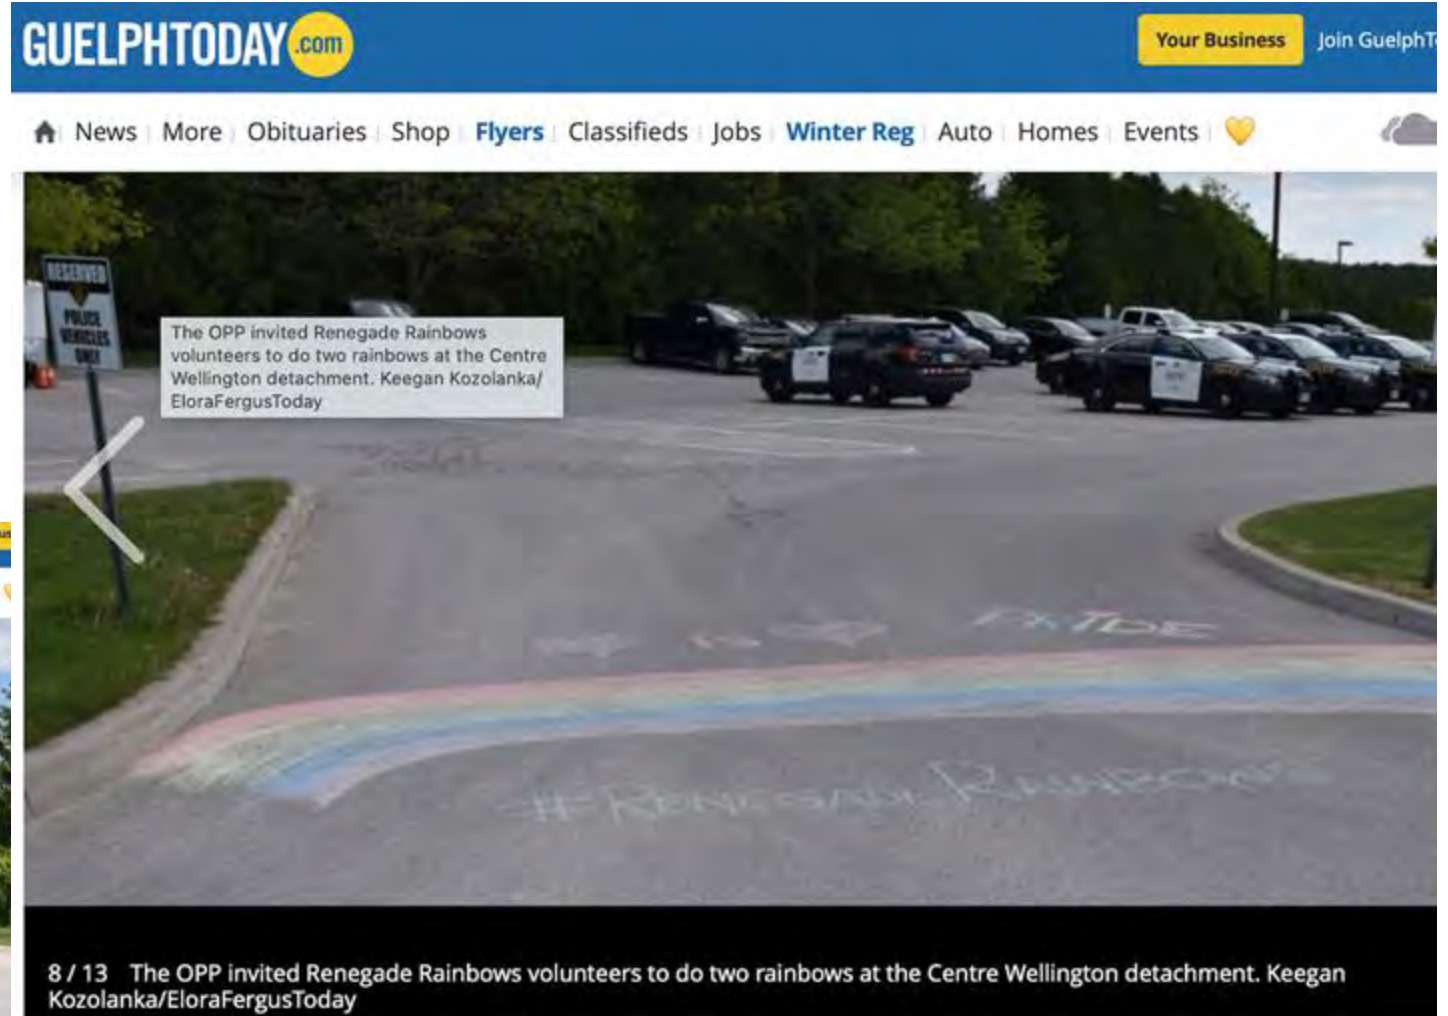 GUELPHTODAY.com
Your Business
Join GuelphT
News More Obituaries Shop Flyers Classifieds Jobs Winter Reg Auto Homes Events
RESERVED
POLICE
VEHICLES
ONLY
The OPP invited Renegade Rainbows
volunteers to do two rainbows at the Centre
Wellington detachment. Keegan Kozolanka/
EloraFergusToday
PRIDE
#RENEGADE RAINBOWS
8 / 13 The OPP invited Renegade Rainbows volunteers to do two rainbows at the Centre Wellington detachment. Keegan
Kozolanka/EloraFergusToday